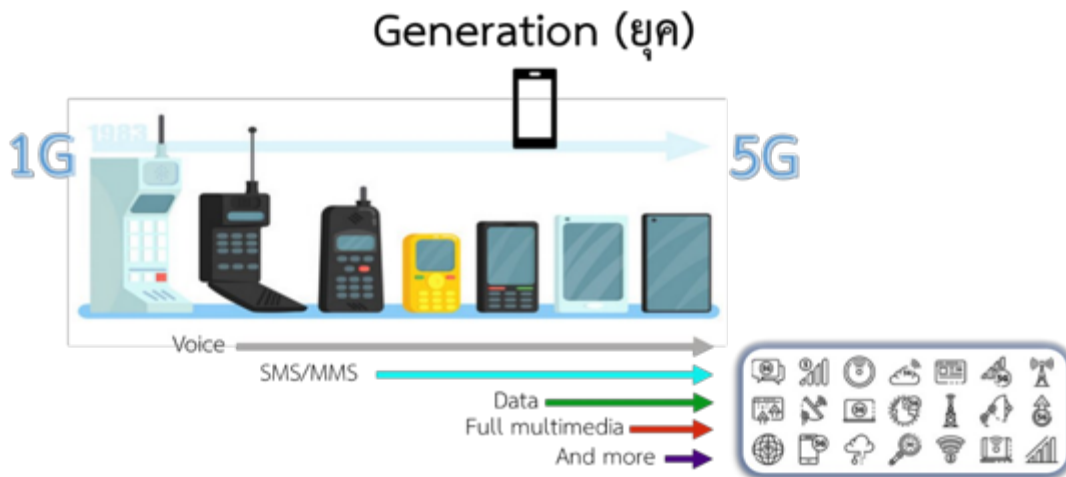 Generation (ยุค)
1983
1G
5G
Voice
SMS/MMS
Data
Full multimedia
And more